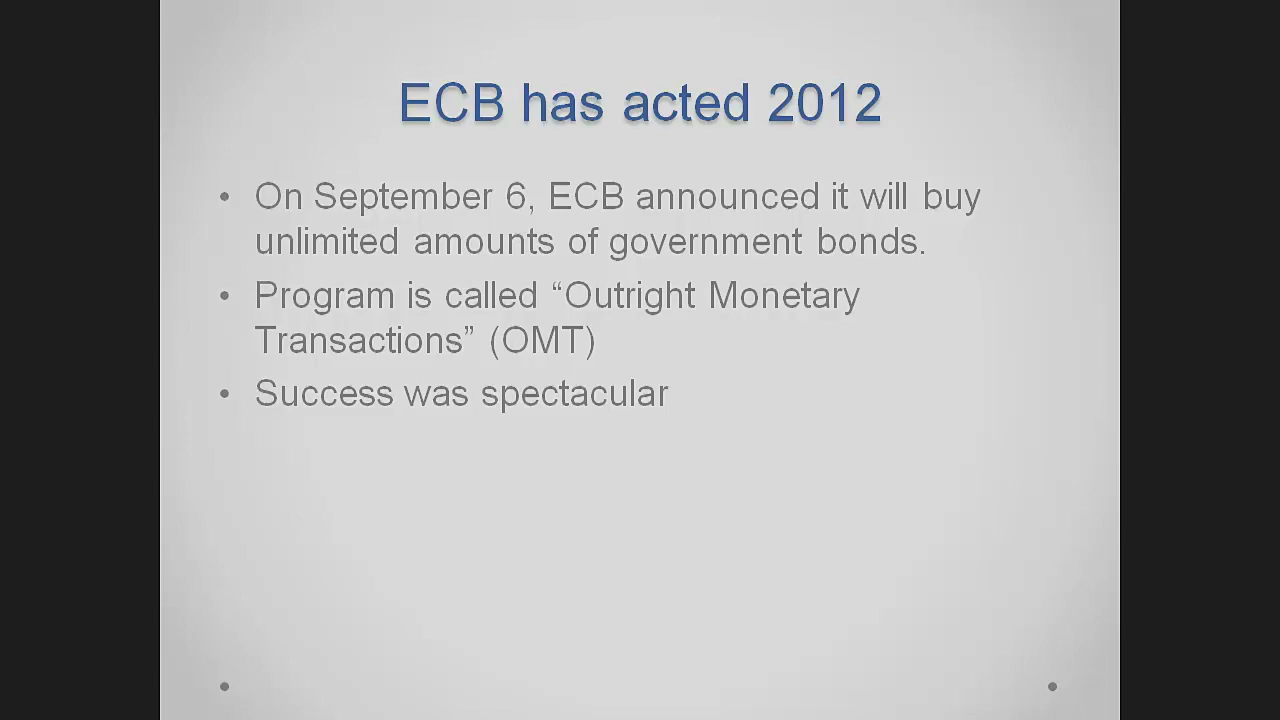 ECB has acted 2012
• On September 6, ECB announced it will buy
unlimited amounts of government bonds.
• Program is called “Outright Monetary
Transactions” (OMT)
• Success was spectacular